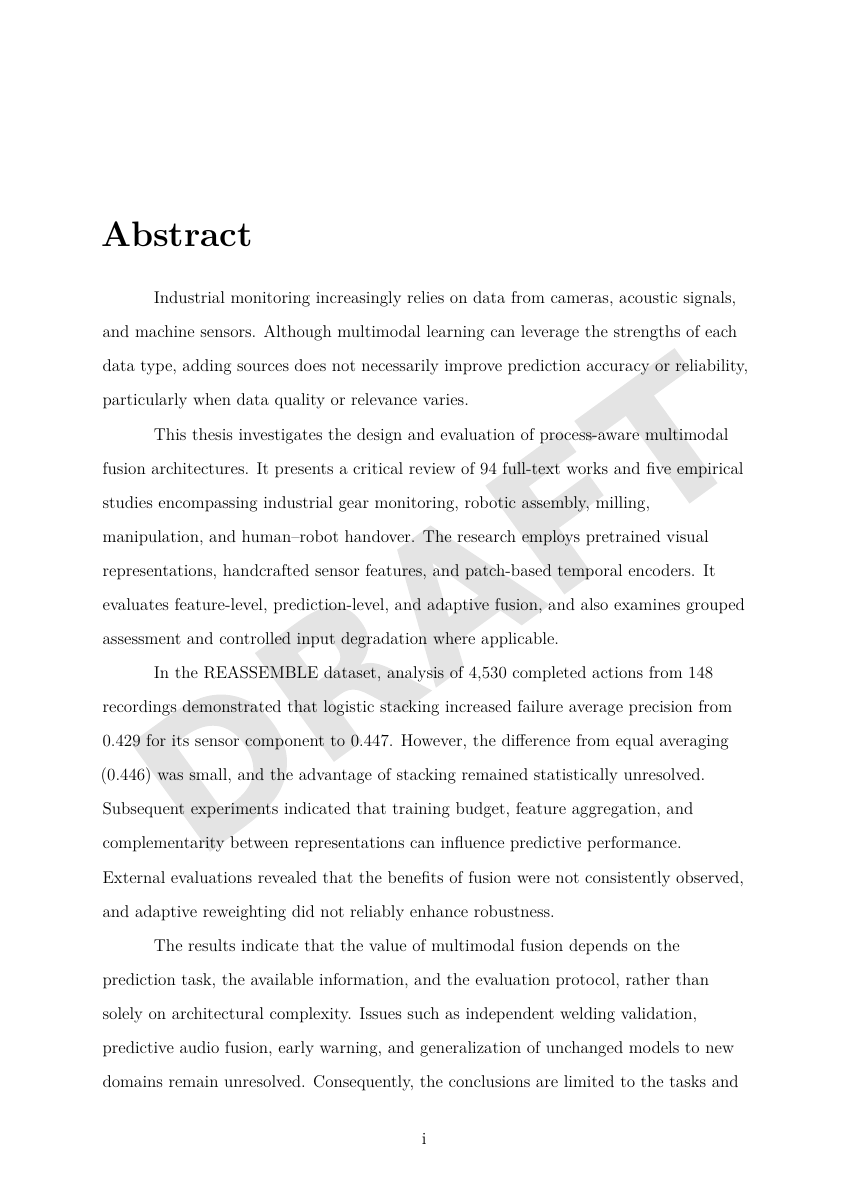 Abstract
Industrial monitoring increasingly relies on data from cameras, acoustic signals,
and machine sensors. Although multimodal learning can leverage the strengths of each
data type, adding sources does not necessarily improve prediction accuracy or reliability,
particularly when data quality or relevance varies.
This thesis investigates the design and evaluation of process-aware multimodal
fusion architectures. It presents a critical review of 94 full-text works and five empirical
studies encompassing industrial gear monitoring, robotic assembly, milling,
manipulation, and human–robot handover. The research employs pretrained visual
representations, handcrafted sensor features, and patch-based temporal encoders. It
evaluates feature-level, prediction-level, and adaptive fusion, and also examines grouped
assessment and controlled input degradation where applicable.
In the REASSEMBLE dataset, analysis of 4,530 completed actions from 148
recordings demonstrated that logistic stacking increased failure average precision from
0.429 for its sensor component to 0.447. However, the difference from equal averaging
(0.446) was small, and the advantage of stacking remained statistically unresolved.
Subsequent experiments indicated that training budget, feature aggregation, and
complementarity between representations can influence predictive performance.
External evaluations revealed that the benefits of fusion were not consistently observed,
and adaptive reweighting did not reliably enhance robustness.
The results indicate that the value of multimodal fusion depends on the
prediction task, the available information, and the evaluation protocol, rather than
solely on architectural complexity. Issues such as independent welding validation,
predictive audio fusion, early warning, and generalization of unchanged models to new
domains remain unresolved. Consequently, the conclusions are limited to the tasks and
i
DRAFT